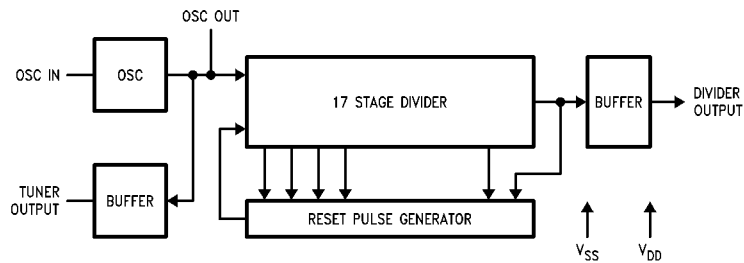 OSC OUT
OSC IN
OSC
17 STAGE DIVIDER
BUFFER
DIVIDER
OUTPUT
TUNER
OUTPUT
BUFFER
RESET PULSE GENERATOR
VSS
VDD